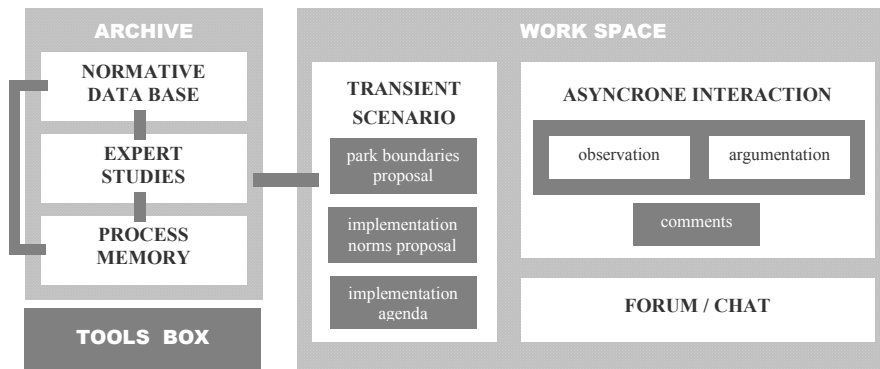 ARCHIVE
NORMATIVE
DATA BASE
EXPERT
STUDIES
PROCESS
MEMORY
TOOLS BOX
WORK SPACE
TRANSIENT
SCENARIO
park boundaries
proposal
implementation
norms proposal
implementation
agenda
ASYNCRONE INTERACTION
observation
argumentation
comments
FORUM / CHAT